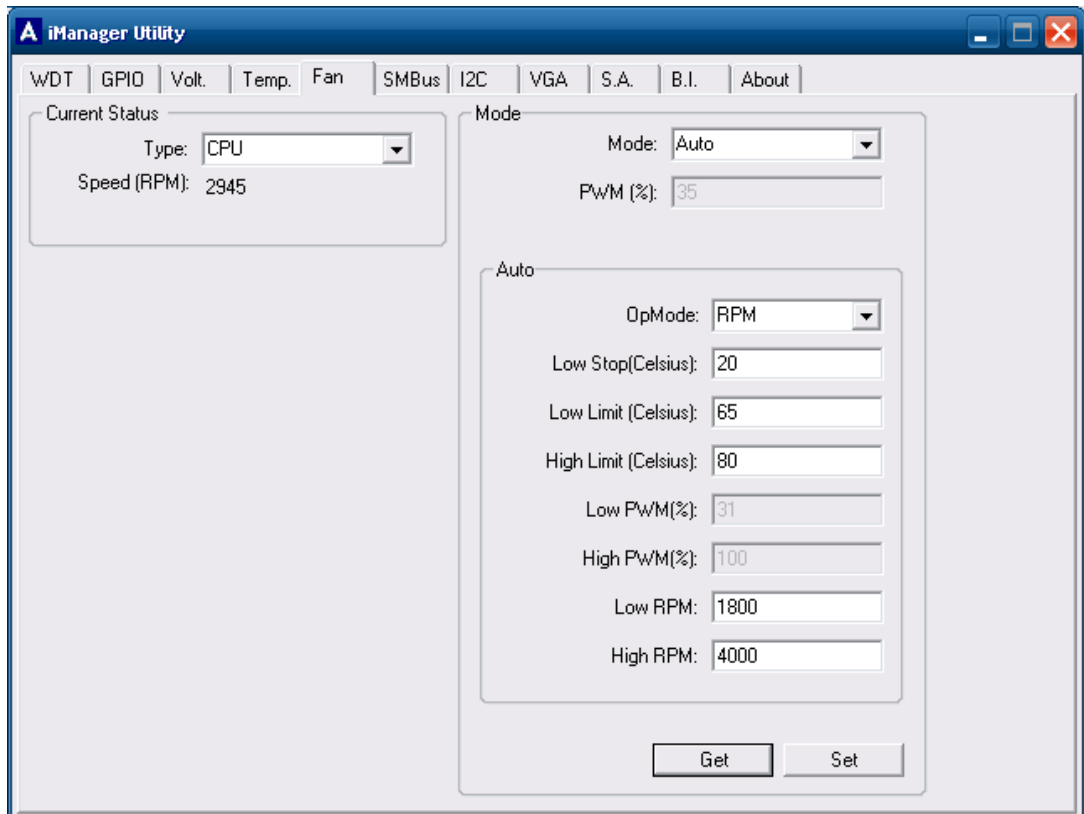 A iManager Utility
WDT GPIO Volt. Temp. Fan SMBus I2C VGA S.A. B.I. About
Current Status
Type: CPU
Speed (RPM): 2945
Mode
Mode: Auto
PWM (%): 35
Auto
OpMode: RPM
Low Stop(Celsius): 20
Low Limit (Celsius): 65
High Limit (Celsius): 80
Low PWM(%): 31
High PWM(%): 100
Low RPM: 1800
High RPM: 4000
Get Set